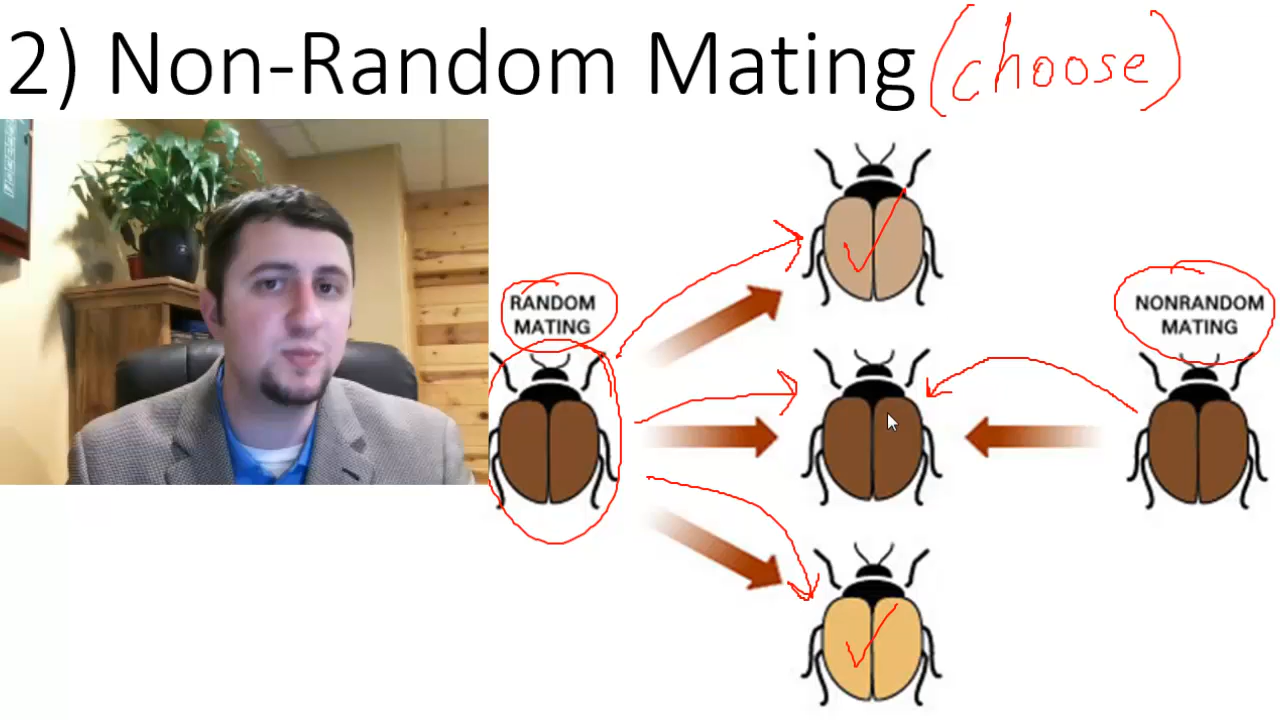 2) Non-Random Mating (choose)
RANDOM
MATING
NONRANDOM
MATING